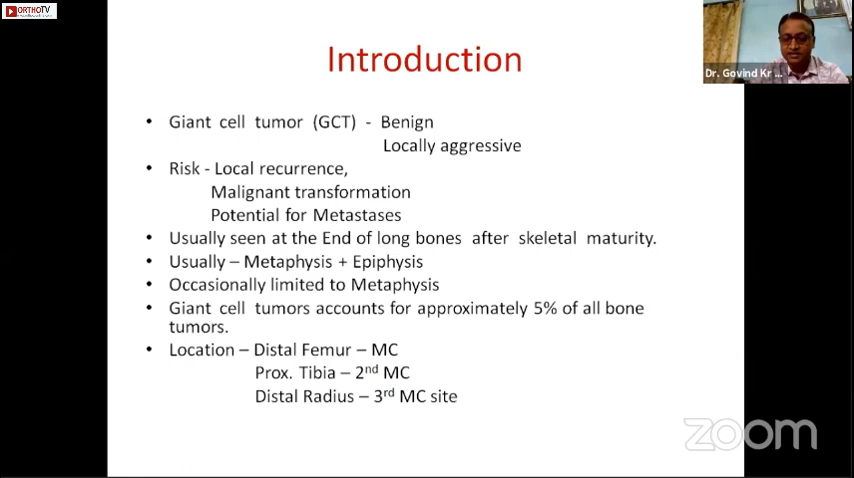 ORTHOTV
Dr. Govind Kr ...
Introduction
• Giant cell tumor (GCT) - Benign
Locally aggressive
• Risk - Local recurrence,
Malignant transformation
Potential for Metastases
• Usually seen at the End of long bones after skeletal maturity.
• Usually – Metaphysis + Epiphysis
• Occasionally limited to Metaphysis
• Giant cell tumors accounts for approximately 5% of all bone
tumors.
• Location – Distal Femur – MC
Prox. Tibia – 2nd MC
Distal Radius – 3rd MC site
zoom